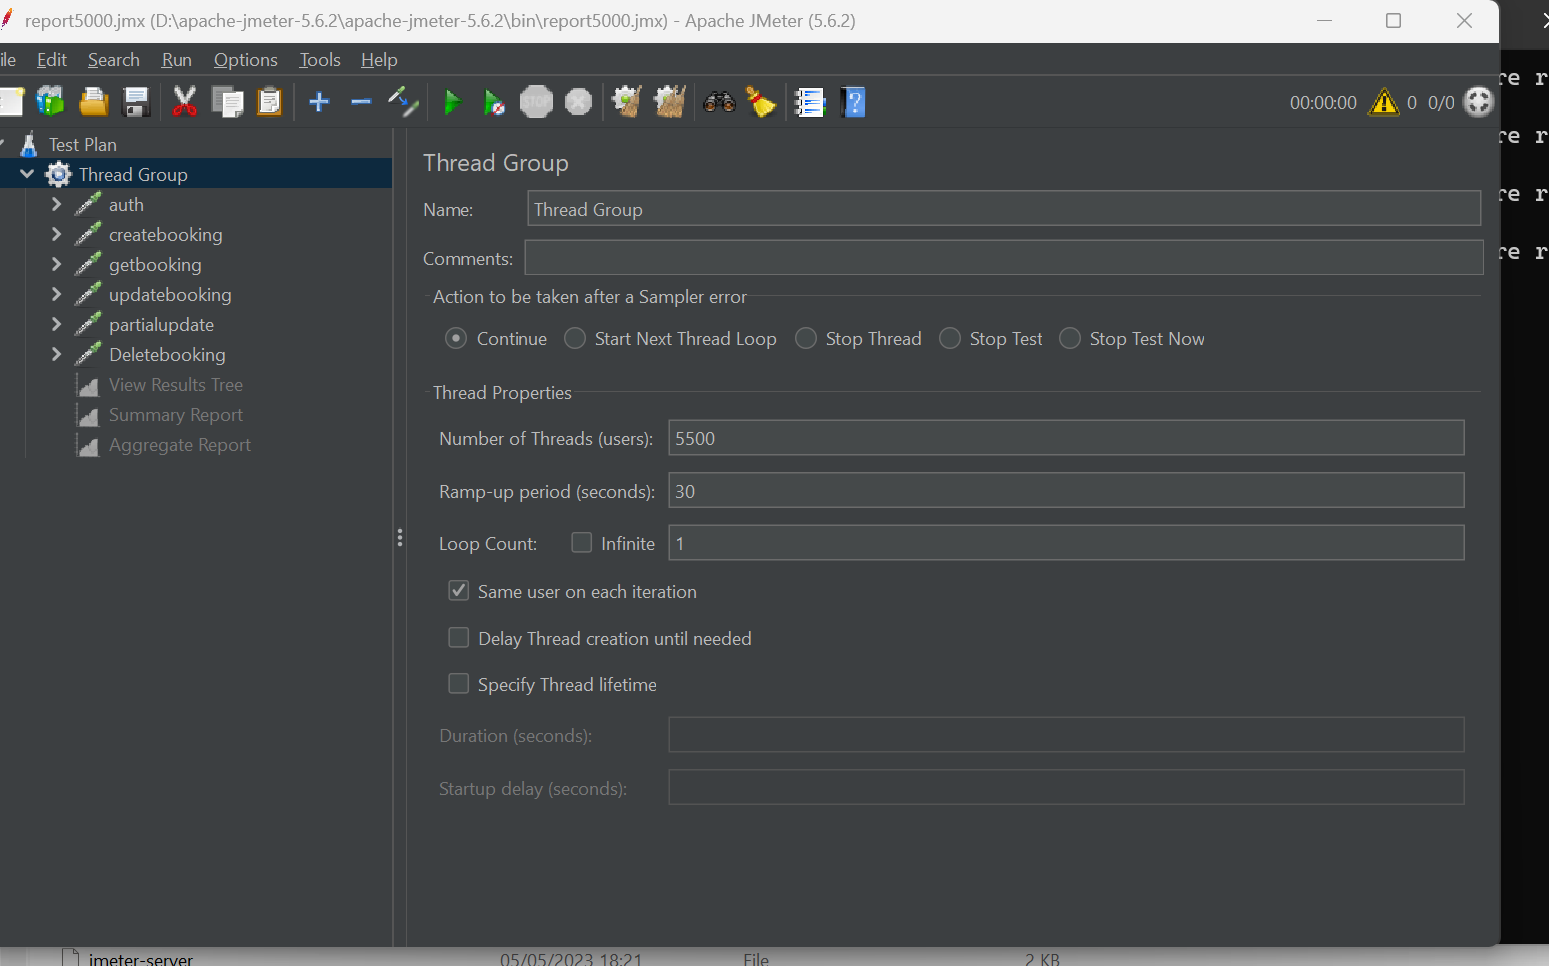 report5000.jmx (D:\apache-jmeter-5.6.2\apache-jmeter-5.6.2\bin\report5000.jmx) - Apache JMeter (5.6.2)
ile Edit Search Run Options Tools Help
STOP
00:00:00 0 0/0
Test Plan
Thread Group
auth
createbooking
getbooking
updatebooking
partialupdate
Deletebooking
View Results Tree
Summary Report
Aggregate Report
Thread Group
Name: Thread Group
Comments:
Action to be taken after a Sampler error
Continue Start Next Thread Loop Stop Thread Stop Test Stop Test Now
Thread Properties
Number of Threads (users): 5500
Ramp-up period (seconds): 30
Loop Count: Infinite 1
Same user on each iteration
Delay Thread creation until needed
Specify Thread lifetime
Duration (seconds):
Startup delay (seconds):
re r
re r
re r
re r
jmeter-server 05/05/2023 18:21 File 2 KB